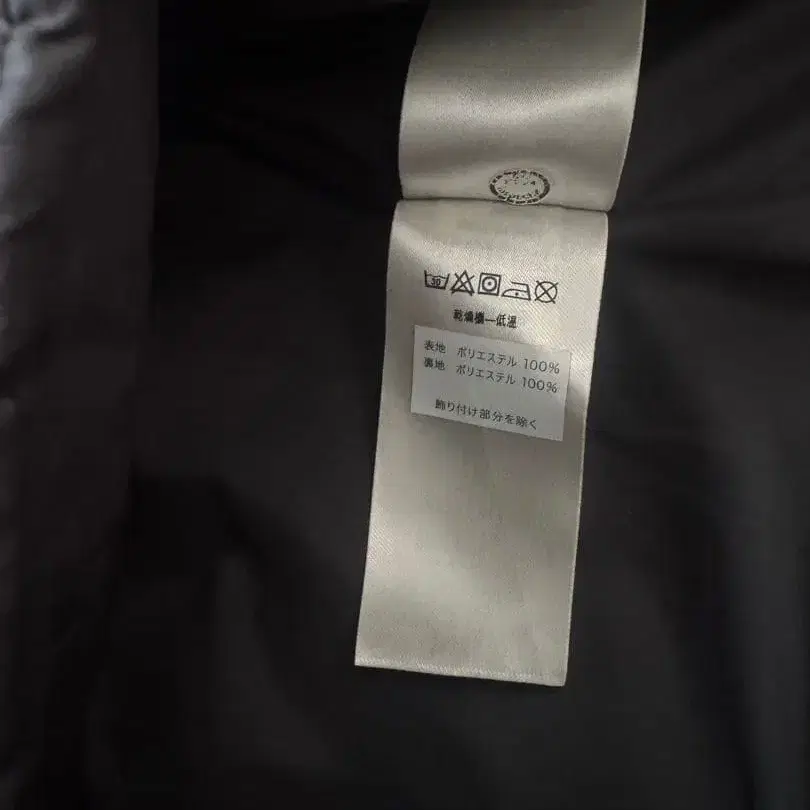 30
乾燥機—低温
表地 ポリエステル 100%
裏地 ポリエステル 100%
飾り付け部分を除く